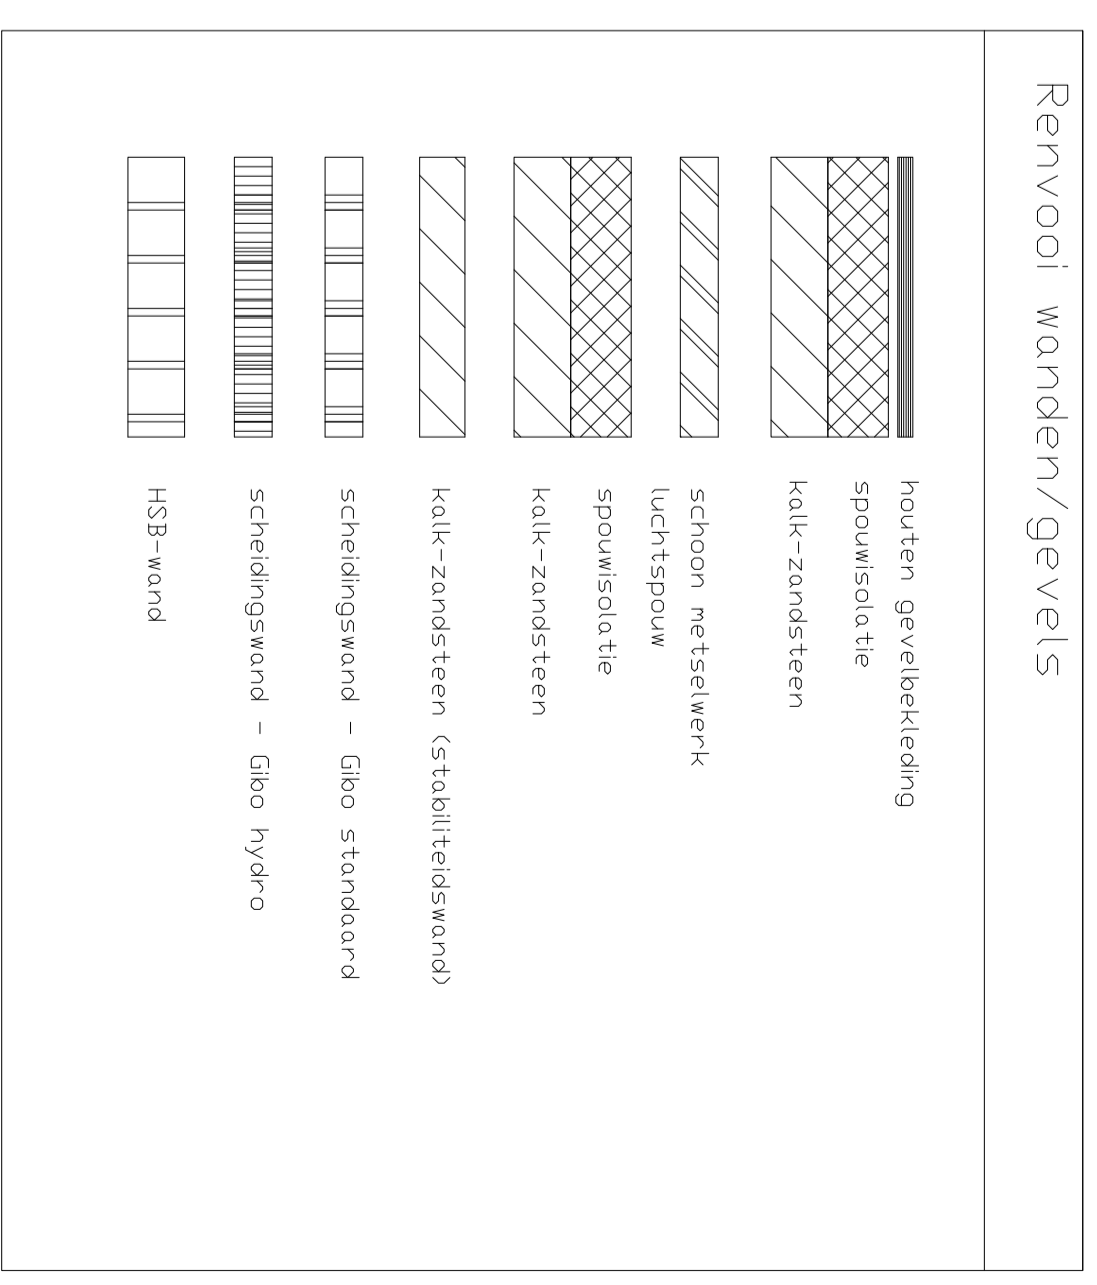 Renvooi wanden/gevels
houten gevelbekleding
spouwisolatie
kalk-zandsteen
schoon metselwerk
luchtspouw
spouwisolatie
kalk-zandsteen
kalk-zandsteen (stabiliteidswand)
scheidingswand - Gibo standaard
scheidingswand - Gibo hydro
HSB-wand